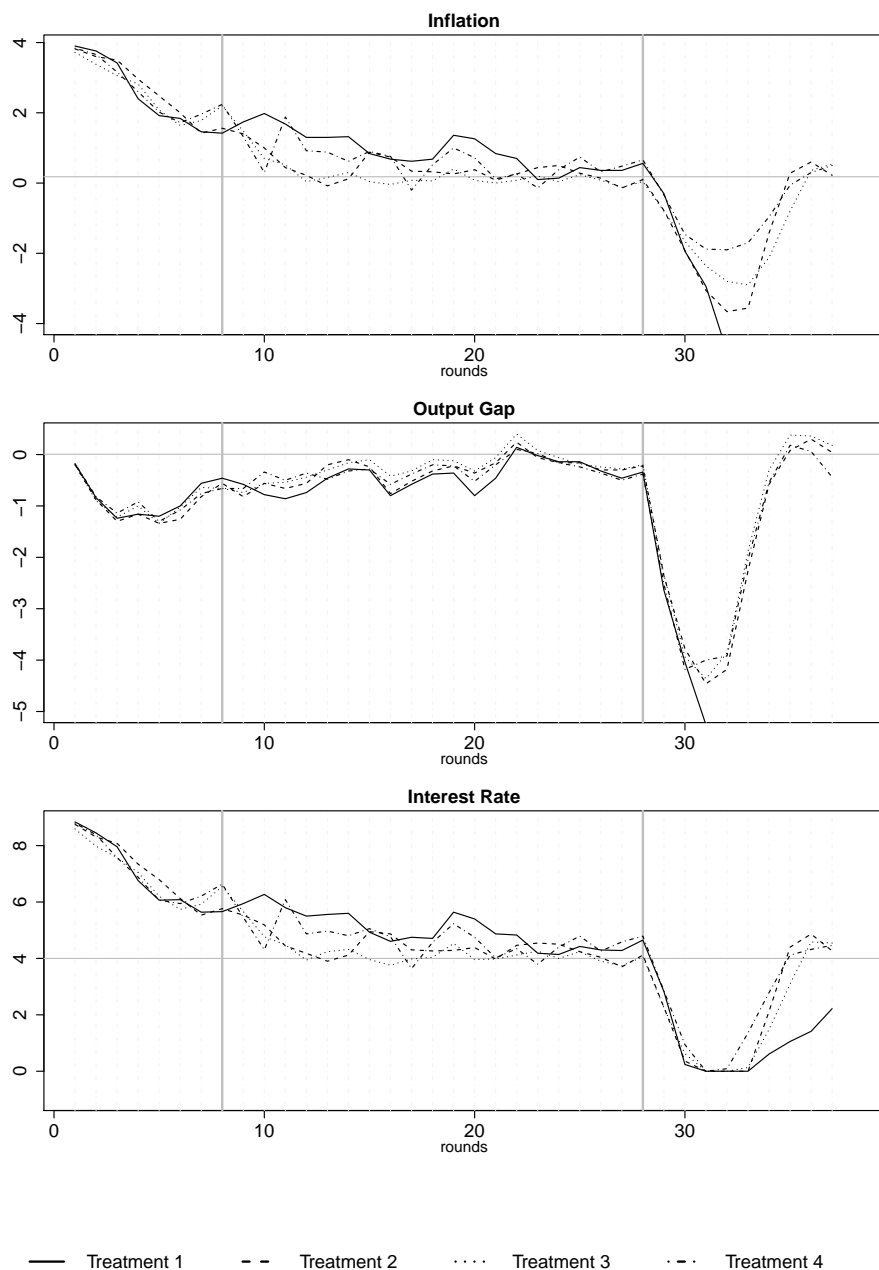 Inflation
4
2
0
−2
−4
0 10 20 30
rounds
Output Gap
0
−1
−2
−3
−4
−5
0 10 20 30
rounds
Interest Rate
8
6
4
2
0
0 10 20 30
rounds
Treatment 1 Treatment 2 Treatment 3 Treatment 4